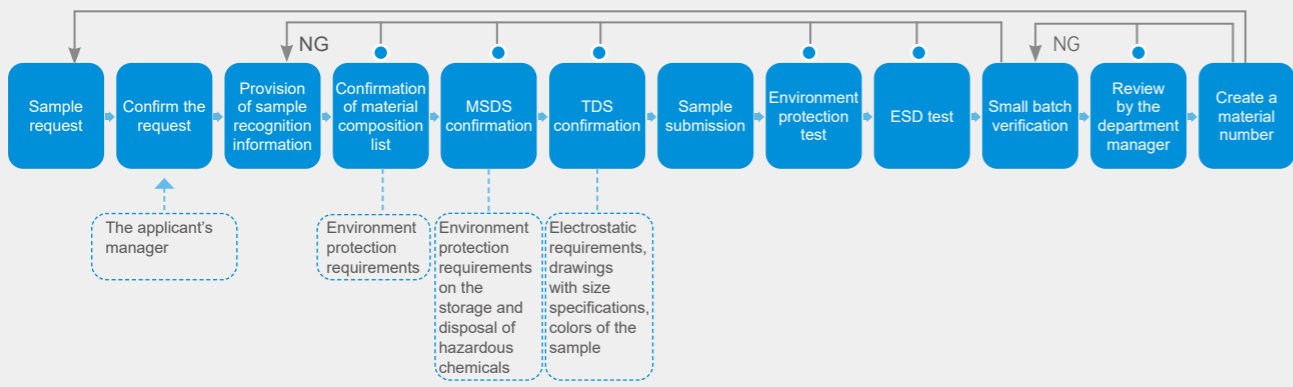 NG
NG
Sample
request
Confirm the
request
Provision
of sample
recognition
information
Confirmation
of material
composition
list
MSDS
confirmation
TDS
confirmation
Sample
submission
Environment
protection
test
ESD test
Small batch
verification
Review
by the
department
manager
Create a
material
number
The applicant's
manager
Environment
protection
requirements
Environment
protection
requirements
on the
storage and
disposal of
hazardous
chemicals
Electrostatic
requirements,
drawings
with size
specifications,
colors of the
sample